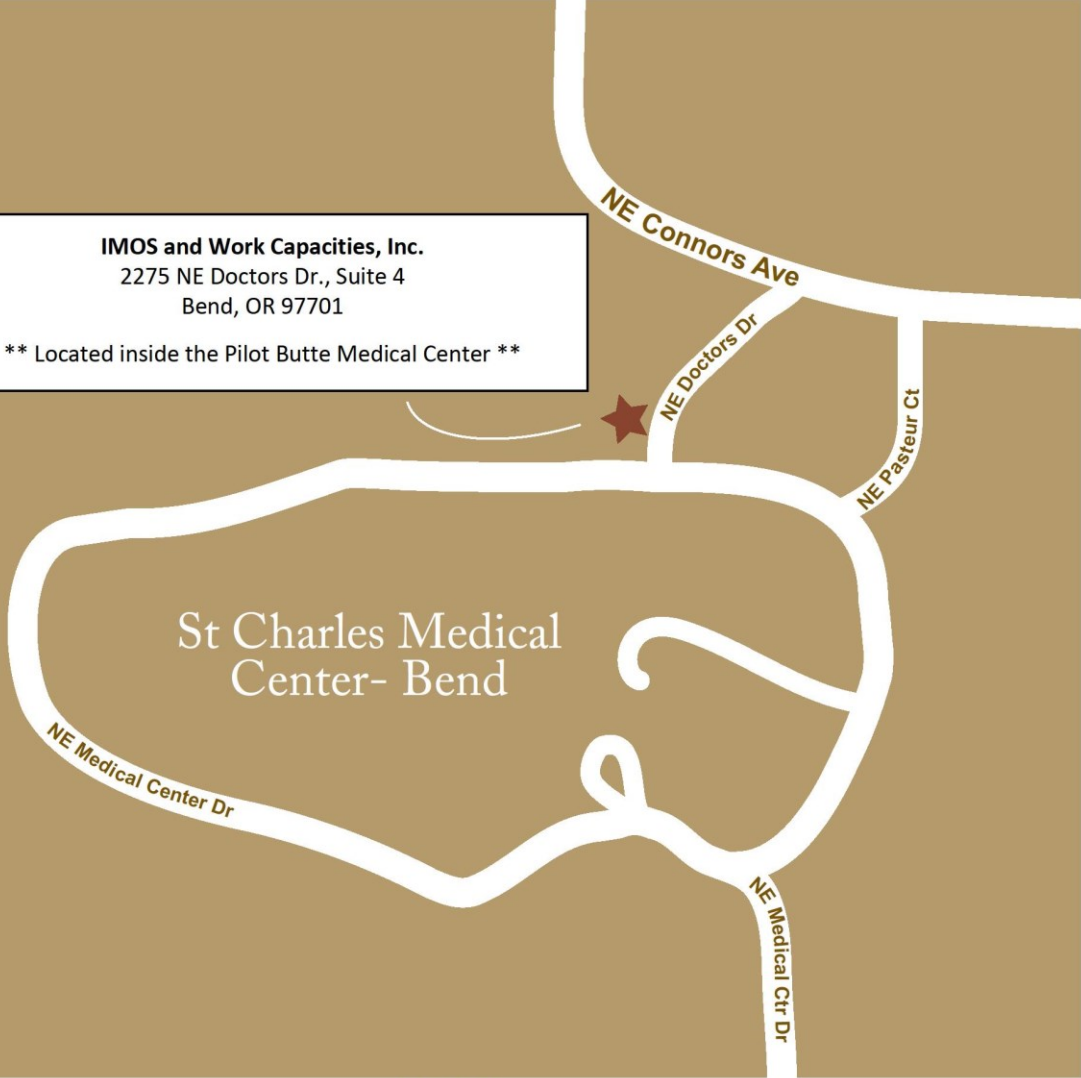 NE Connors Ave
IMOS and Work Capacities, Inc.
2275 NE Doctors Dr., Suite 4
Bend, OR 97701
** Located inside the Pilot Butte Medical Center **
NE Doctors Dr
NE Pasteur Ct
St Charles Medical
Center- Bend
NE Medical Center Dr
NE Medical Ctr Dr